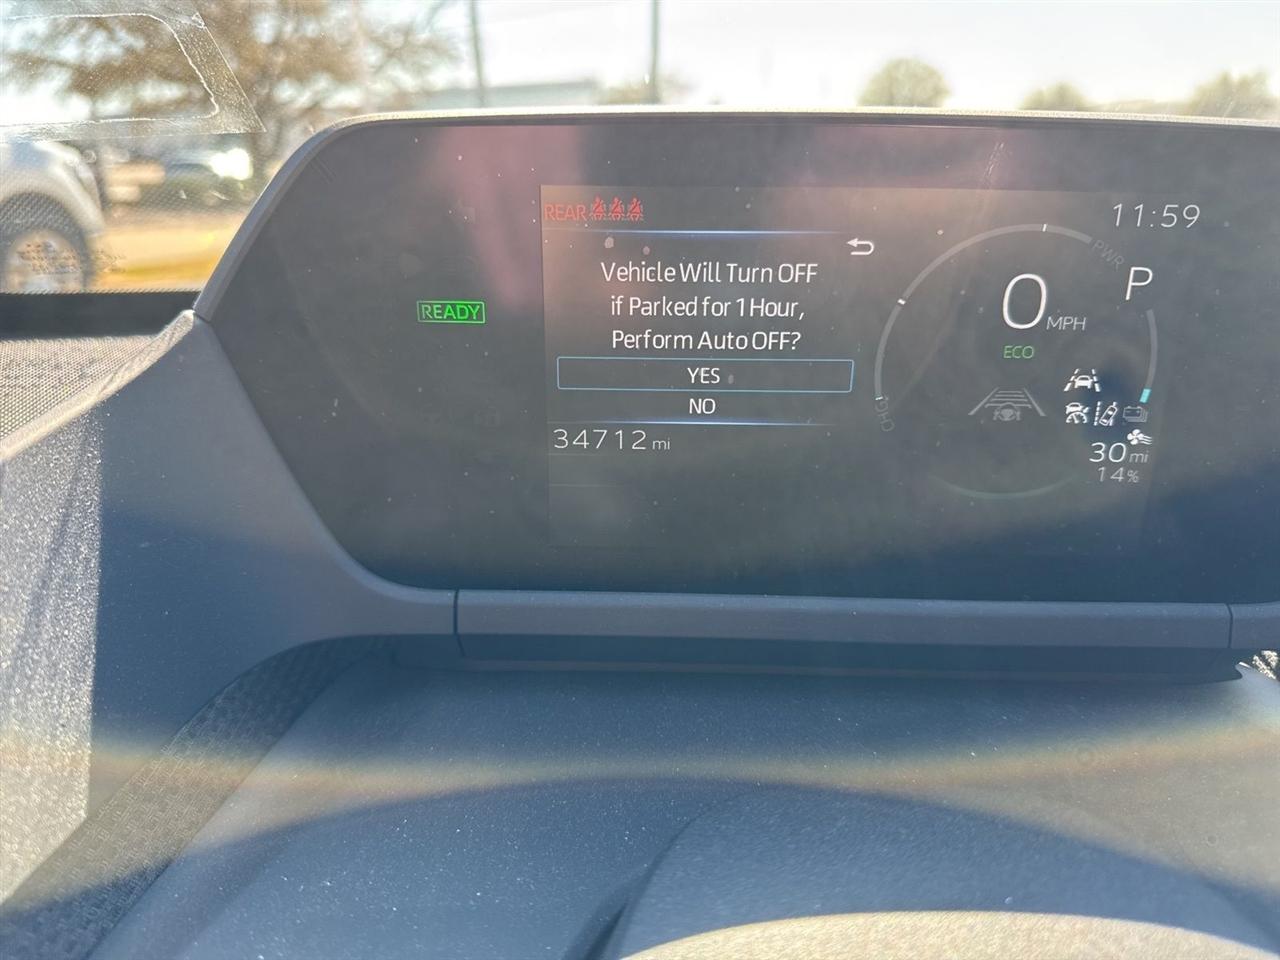 REAR
11:59
Vehicle Will Turn OFF
if Parked for 1 Hour,
Perform Auto OFF?
YES
NO
READY
34712 mi
PWR
P
0 MPH
ECO
CHG
30 mi
14%